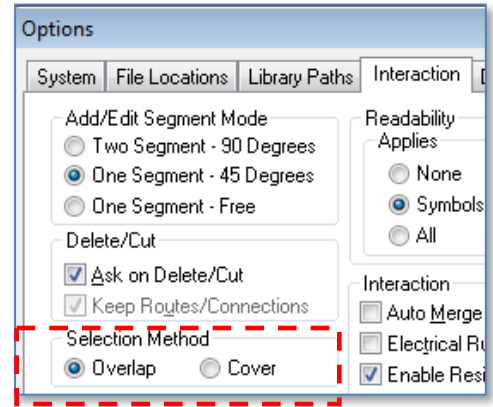 Options
System File Locations Library Paths Interaction
Add/Edit Segment Mode
Two Segment - 90 Degrees
One Segment - 45 Degrees
One Segment - Free
Delete/Cut
Ask on Delete/Cut
Keep Routes/Connections
Selection Method
Overlap Cover
Readability
Applies
None
Symbols
All
Interaction
Auto Merge
Electrical
Enable